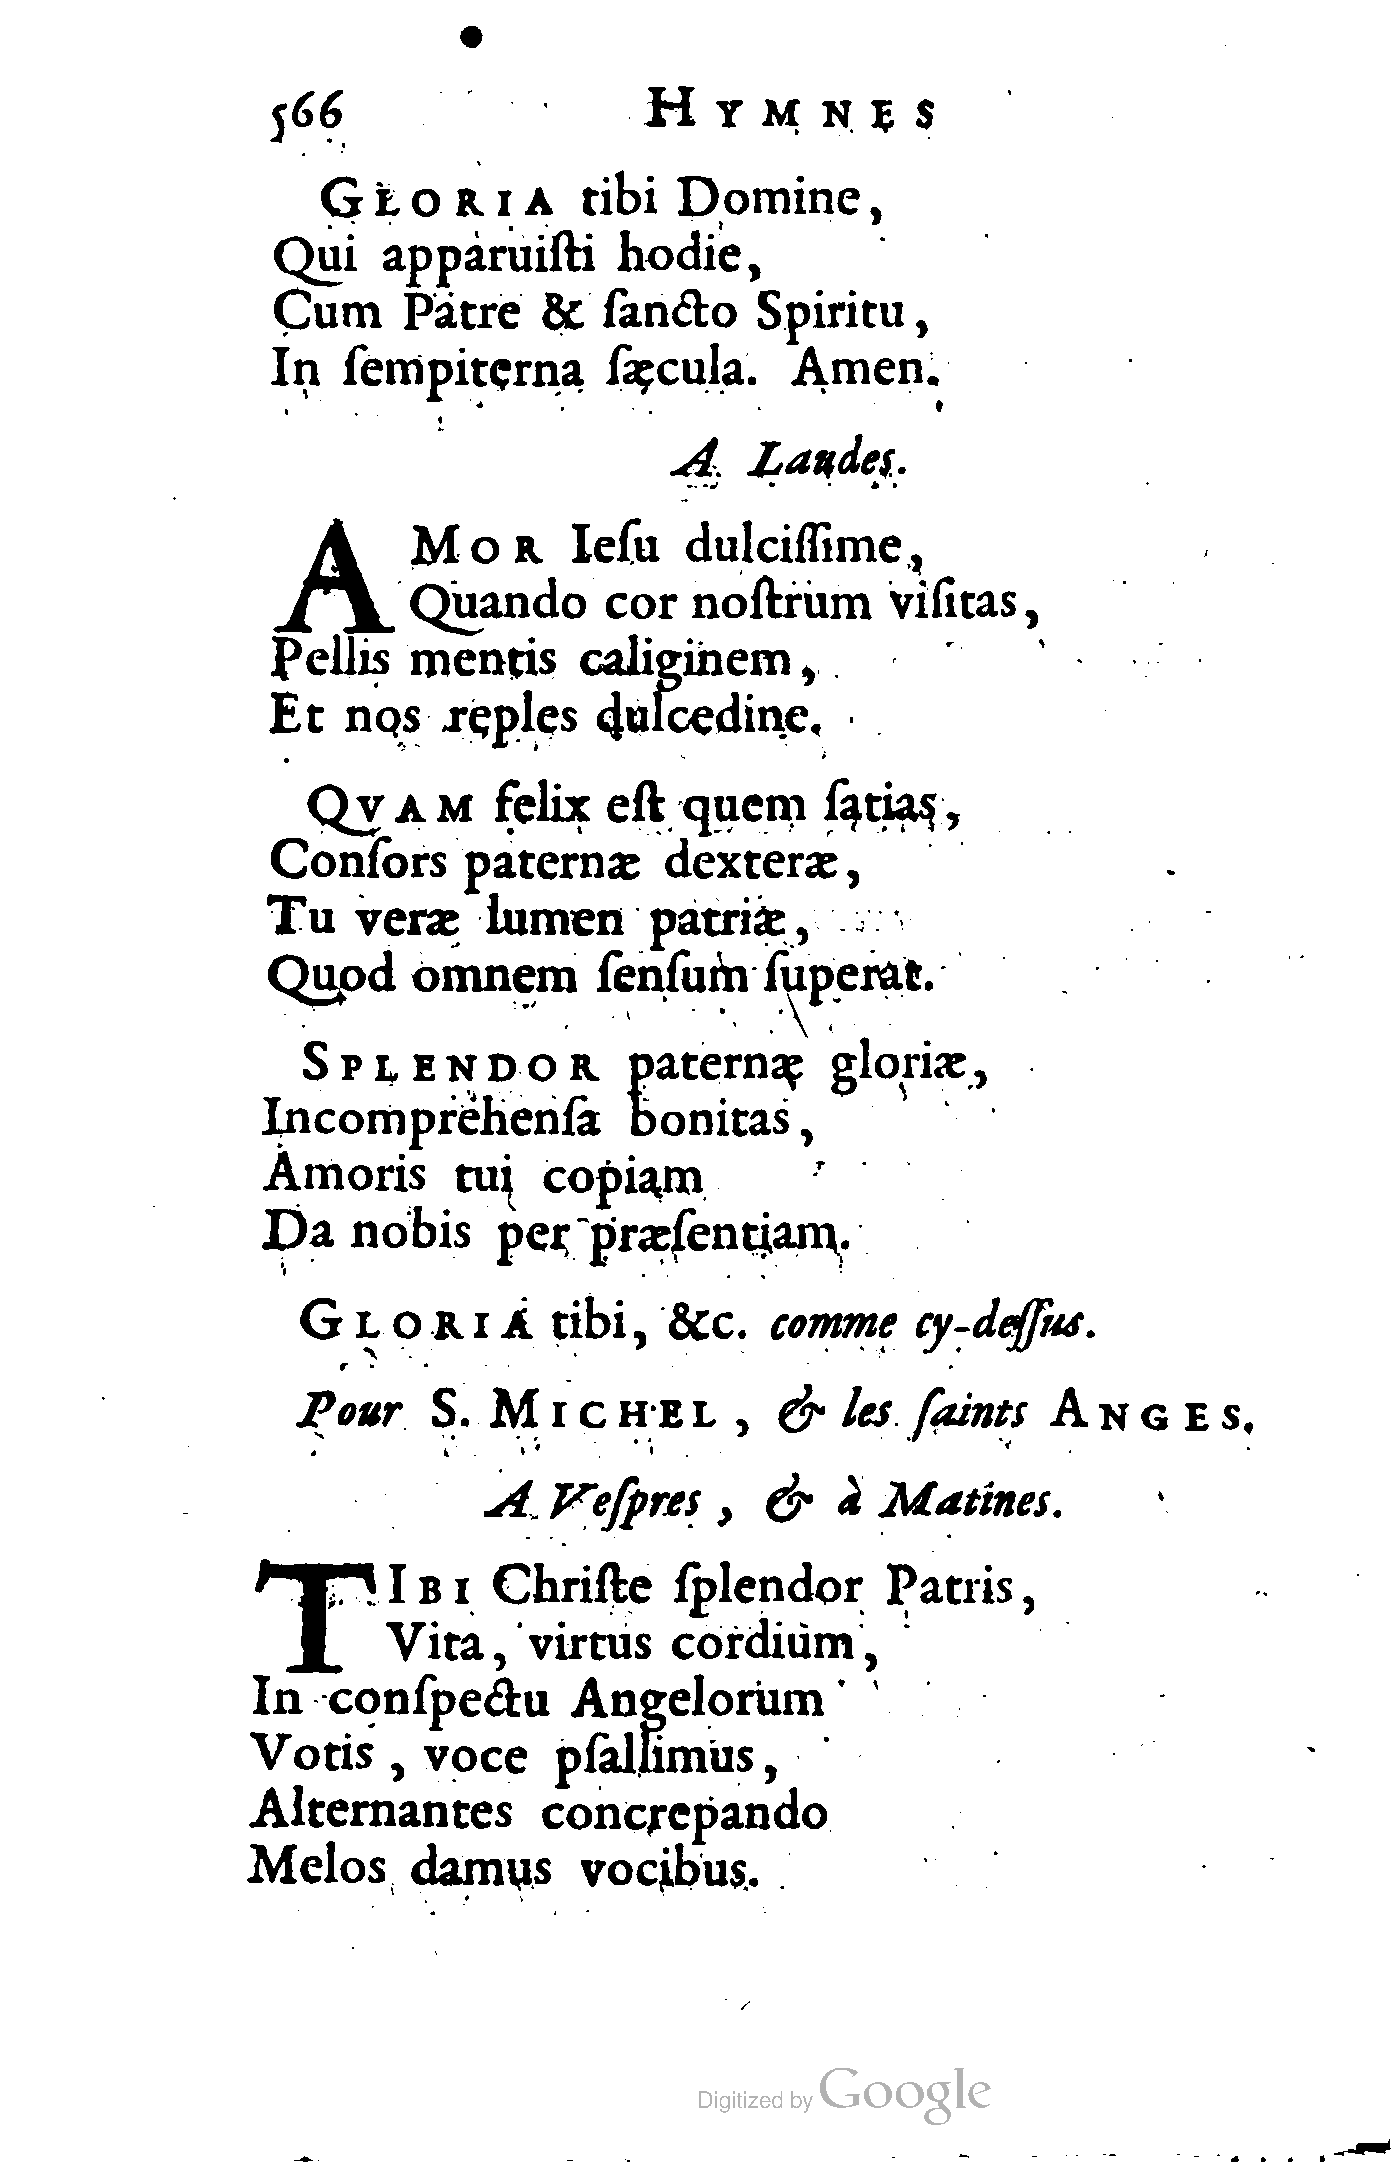 566 HYMNES
GLORIA tibi Domine,
Qui apparuiſti hodie,
Cum Patre & ſancto Spiritu,
In ſempiterna ſæcula. Amen.
A Laudes.
AMOR Ieſu dulciſſime,
Quando cor noſtrum viſitas,
Pellis mentis caliginem,
Et nos reples dulcedine.
QVAM felix eſt quem ſatias,
Conſors paternæ dexteræ,
Tu veræ lumen patriæ,
Quod omnem ſenſum ſuperat.
SPLENDOR paternæ gloriæ,
Incomprehenſa bonitas,
Amoris tui copiam
Da nobis per præſentiam.
GLORIA tibi, &c. comme cy-deſſus.
Pour S. MICHEL, & les ſaints ANGES.
A Veſpres, & à Matines.
TIBI Chriſte ſplendor Patris,
Vita, virtus cordium,
In conſpectu Angelorum
Votis, voce pſallimus,
Alternantes concrepando
Melos damus vocibus.
Digitized by Google